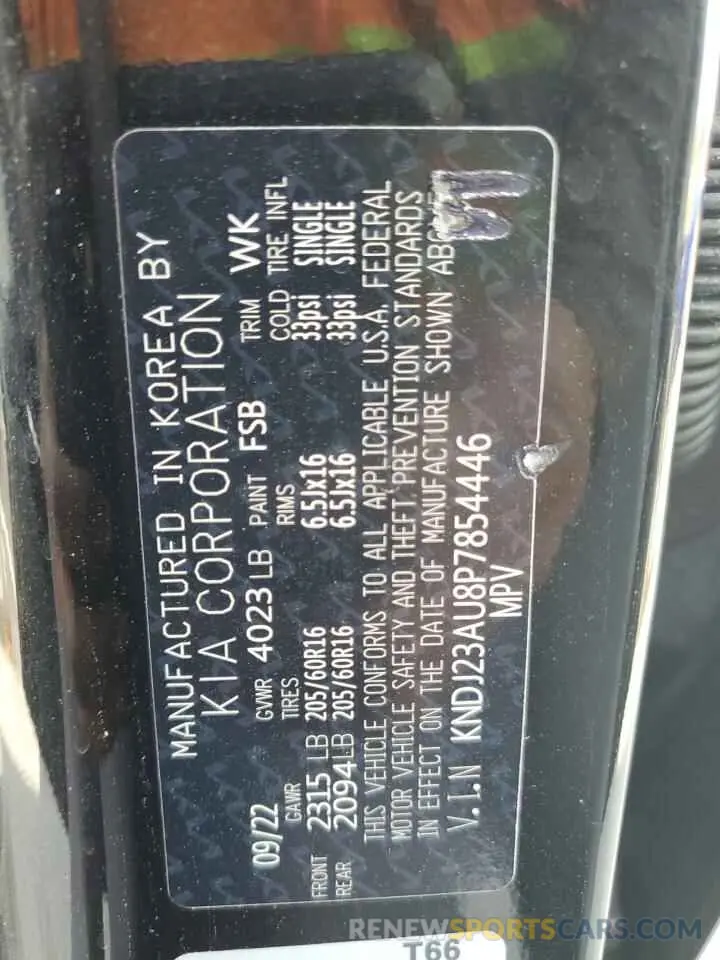 MANUFACTURED IN KOREA BY
KIA CORPORATION
09/22 GVWR 4023 LB PAINT FSB TRIM WK
GAWR TIRES RIMS COLD TIRE INFL
FRONT 2315 LB 205/60R16 6.5Jx16 33psi SINGLE
REAR 2094 LB 205/60R16 6.5Jx16 33psi SINGLE
THIS VEHICLE CONFORMS TO ALL APPLICABLE U.S.A. FEDERAL
MOTOR VEHICLE SAFETY AND THEFT PREVENTION STANDARDS
IN EFFECT ON THE DATE OF MANUFACTURE SHOWN
V.I.N KNDJ23AU8P7854446
MPV
T66
RENEWSPORTSCARS.COM